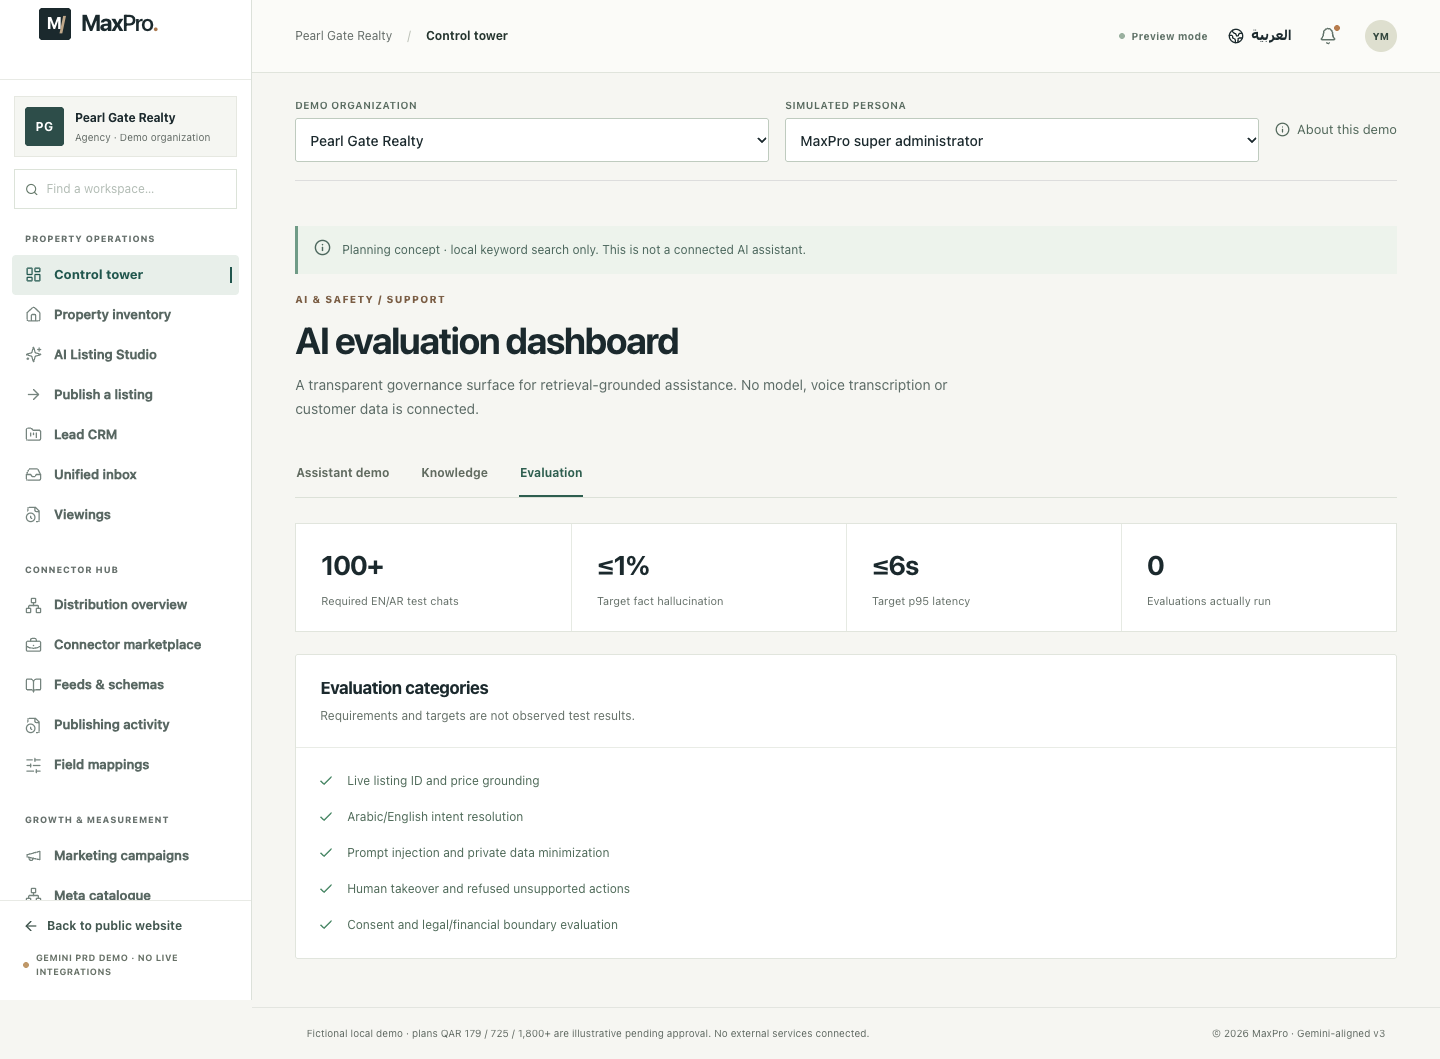 M/ MaxPro.
PG
Pearl Gate Realty
Agency · Demo organization
Find a workspace...
PROPERTY OPERATIONS
Control tower
Property inventory
AI Listing Studio
Publish a listing
Lead CRM
Unified inbox
Viewings
CONNECTOR HUB
Distribution overview
Connector marketplace
Feeds & schemas
Publishing activity
Field mappings
GROWTH & MEASUREMENT
Marketing campaigns
Meta catalogue
Back to public website
GEMINI PRD DEMO · NO LIVE
INTEGRATIONS
Pearl Gate Realty / Control tower
Preview mode
العربية
YM
DEMO ORGANIZATION
Pearl Gate Realty
SIMULATED PERSONA
MaxPro super administrator
About this demo
Planning concept · local keyword search only. This is not a connected AI assistant.
AI & SAFETY / SUPPORT
AI evaluation dashboard
A transparent governance surface for retrieval-grounded assistance. No model, voice transcription or
customer data is connected.
Assistant demo
Knowledge
Evaluation
100+
Required EN/AR test chats
≤1%
Target fact hallucination
≤6s
Target p95 latency
0
Evaluations actually run
Evaluation categories
Requirements and targets are not observed test results.
Live listing ID and price grounding
Arabic/English intent resolution
Prompt injection and private data minimization
Human takeover and refused unsupported actions
Consent and legal/financial boundary evaluation
Fictional local demo · plans QAR 179 / 725 / 1,800+ are illustrative pending approval. No external services connected.
© 2026 MaxPro · Gemini-aligned v3